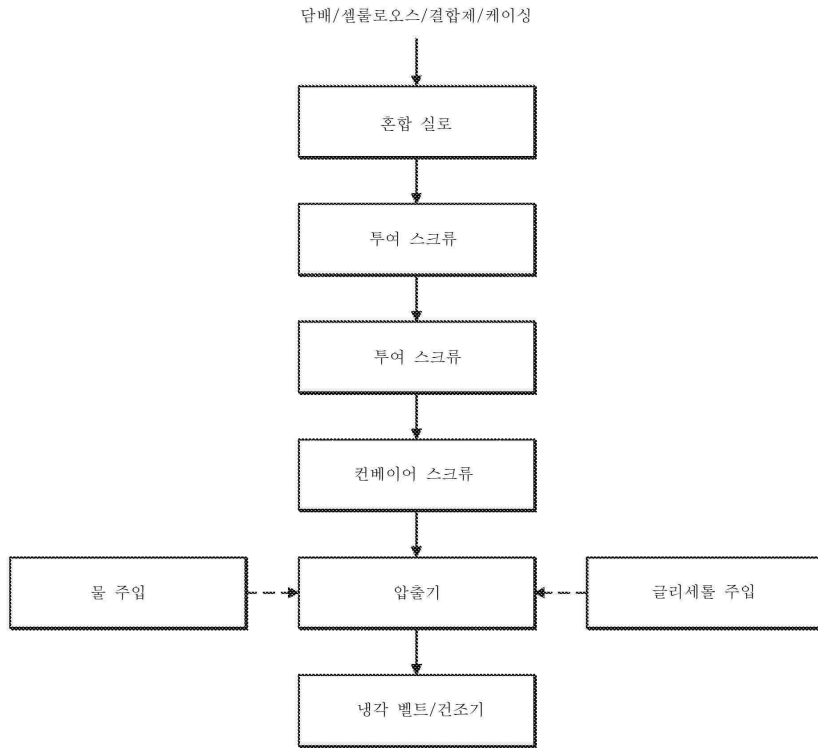 담배/셀룰로오스/결합제/케이싱
혼합 실로
투여 스크류
투여 스크류
컨베이어 스크류
물 주입
압출기
글리세롤 주입
냉각 벨트/건조기